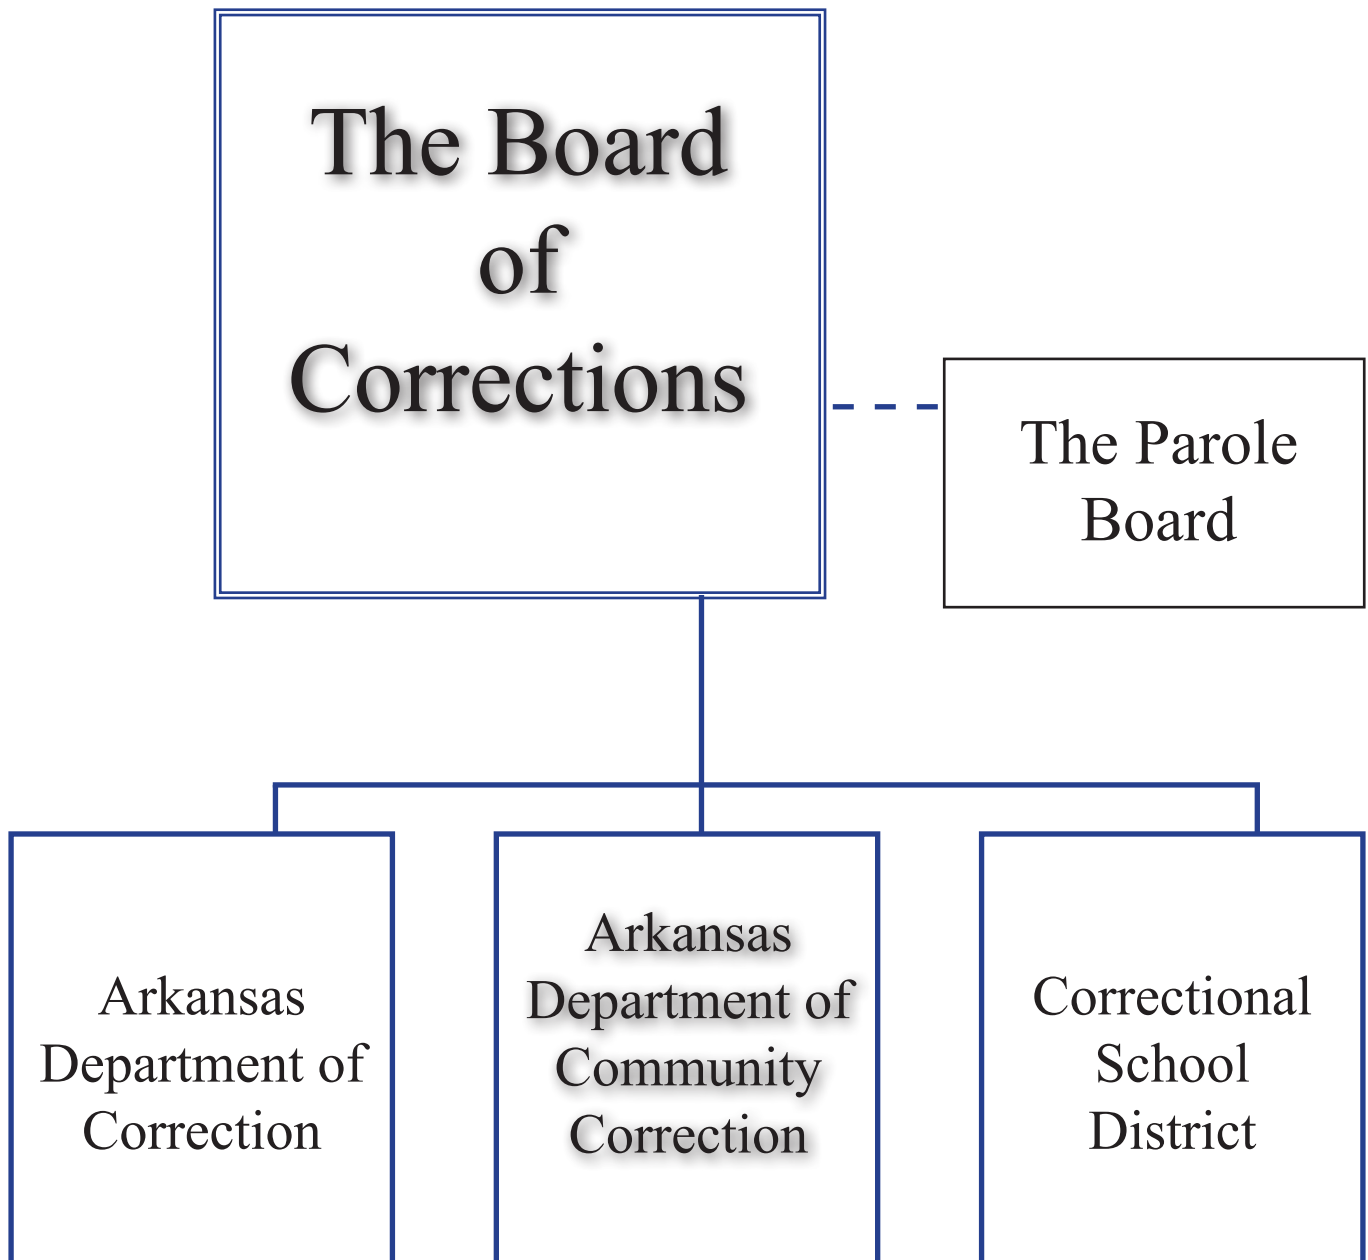 The Board
of
Corrections
The Parole
Board
Arkansas
Department of
Correction
Arkansas
Department of
Community
Correction
Correctional
School
District